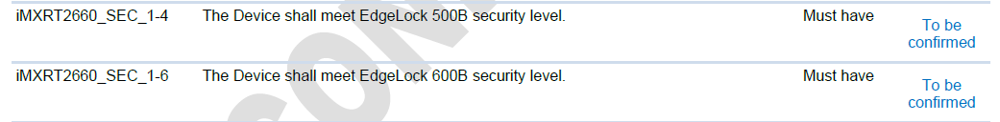 iMXRT2660_SEC_1-4 The Device shall meet EdgeLock 500B security level. Must have To be confirmed
iMXRT2660_SEC_1-6 The Device shall meet EdgeLock 600B security level. Must have To be confirmed
CON